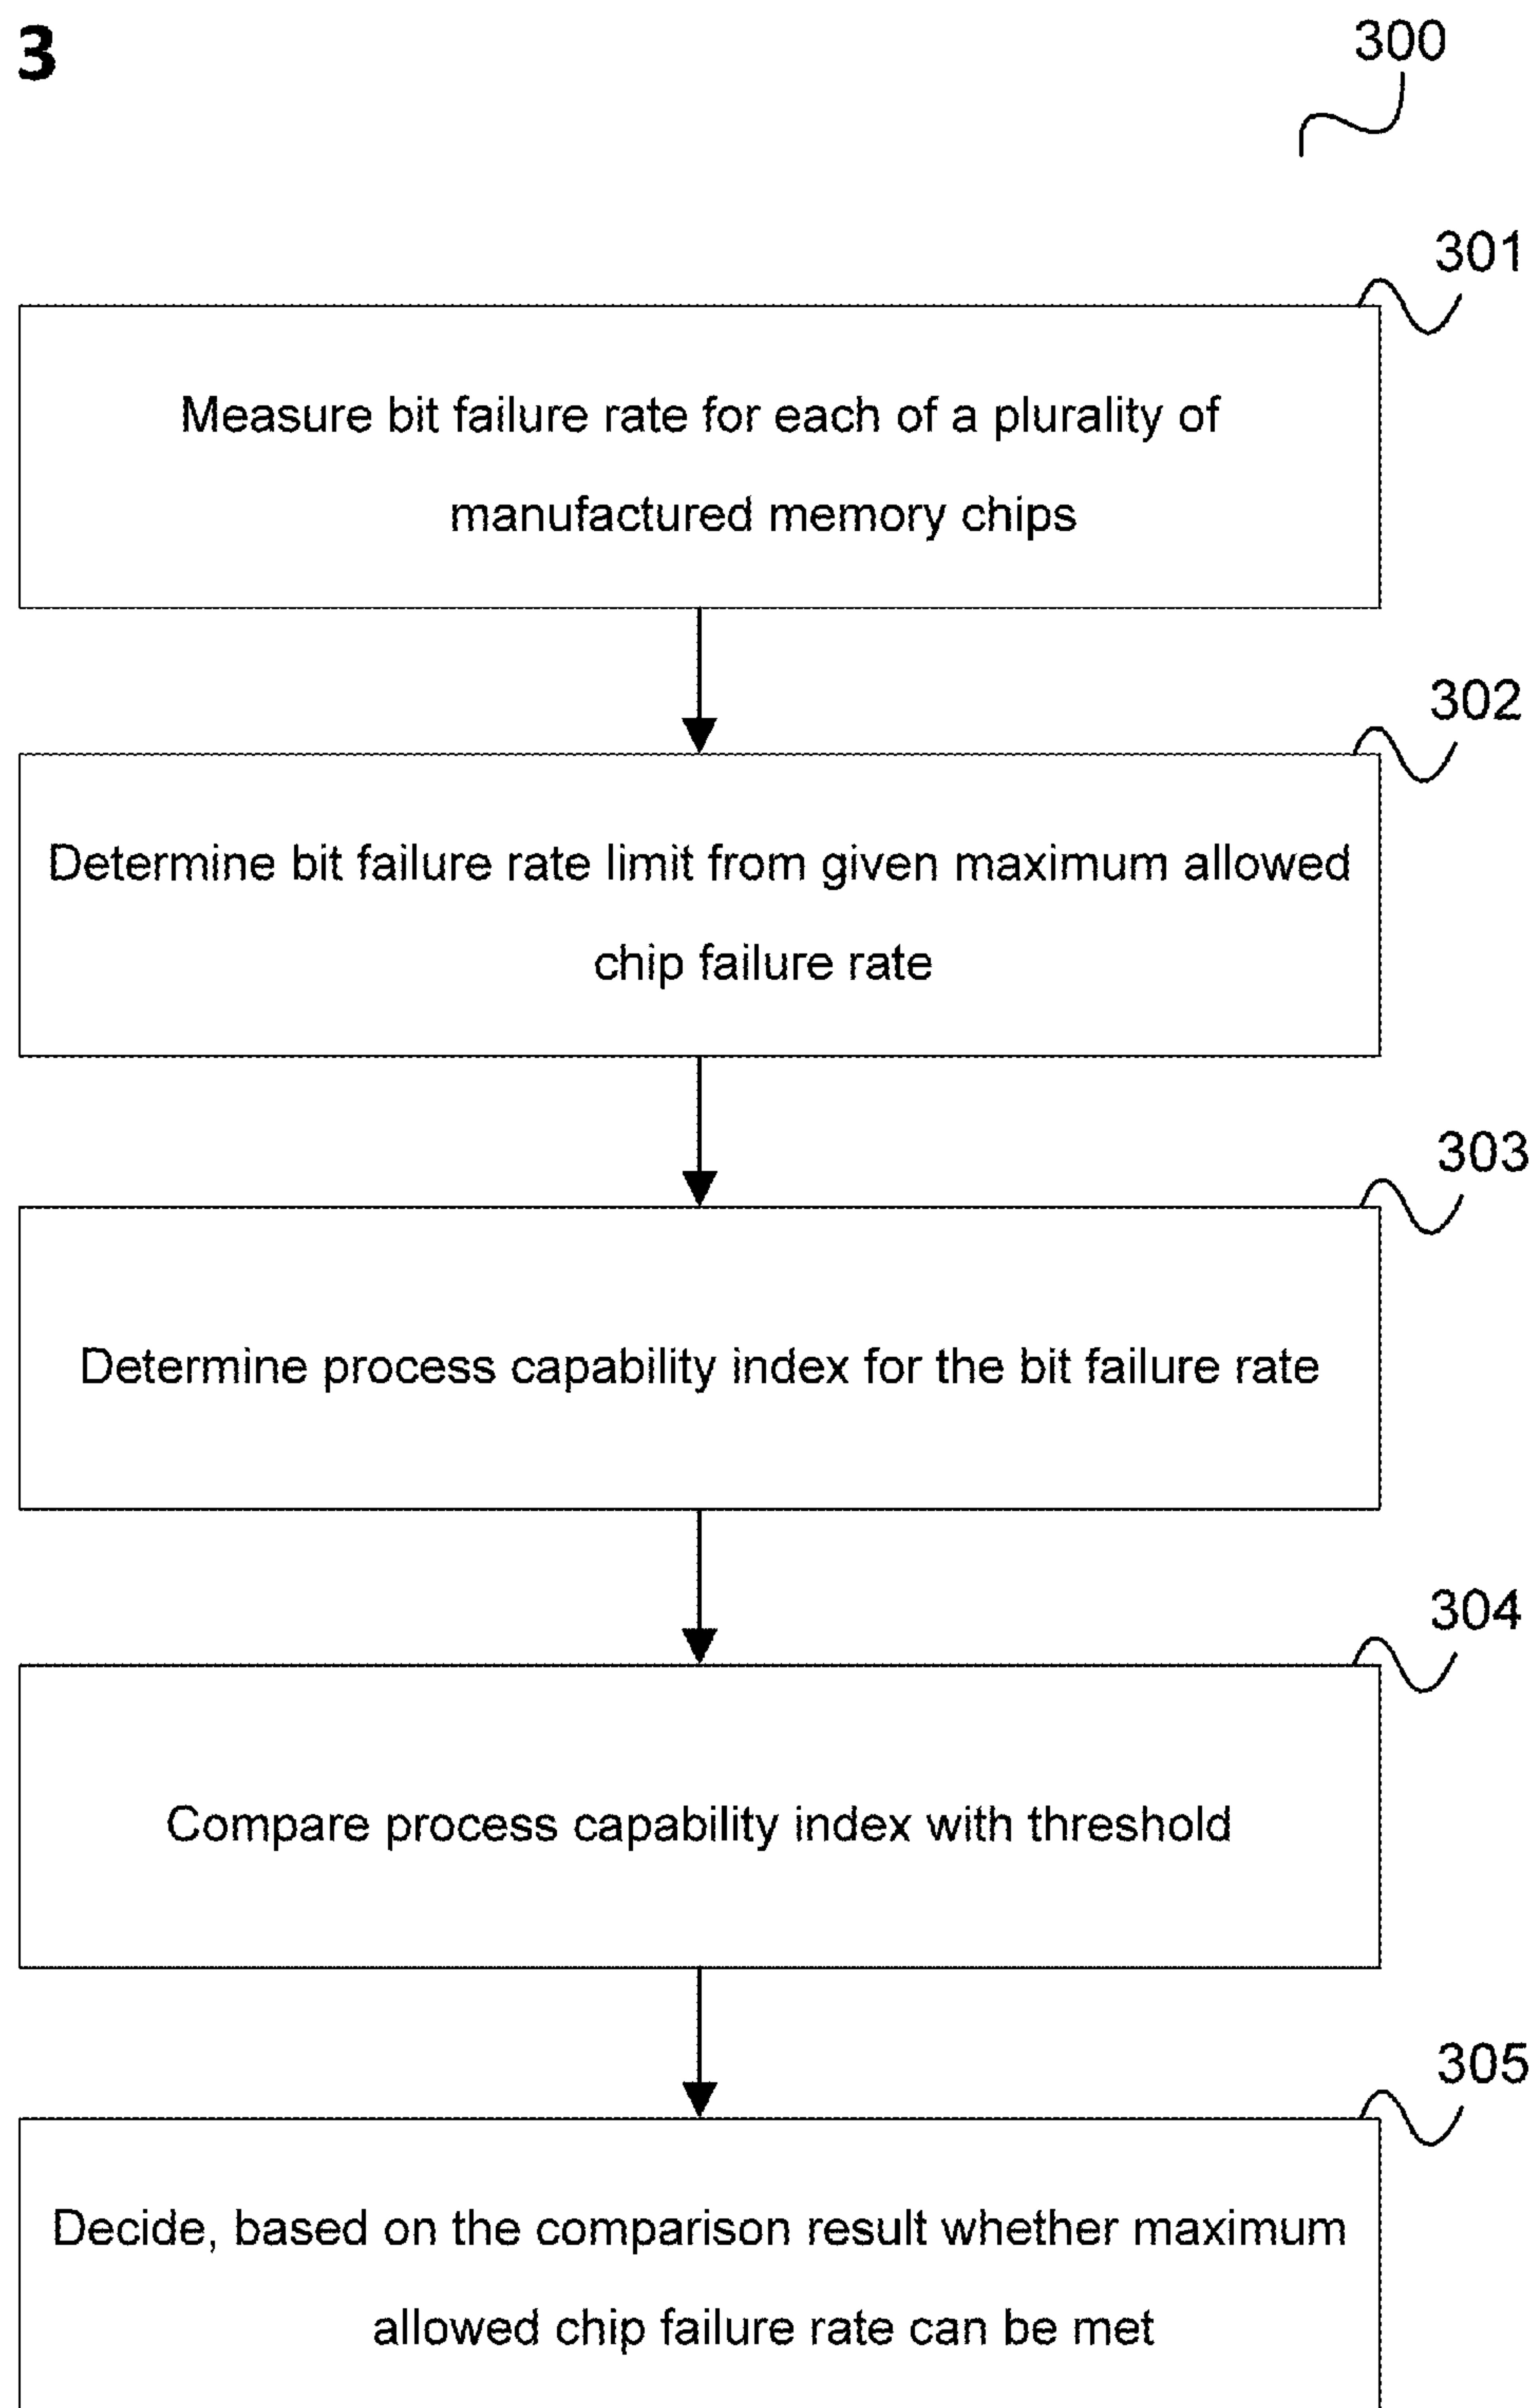 3
300
301
Measure bit failure rate for each of a plurality of
manufactured memory chips
302
Determine bit failure rate limit from given maximum allowed
chip failure rate
303
Determine process capability index for the bit failure rate
304
Compare process capability index with threshold
305
Decide, based on the comparison result whether maximum
allowed chip failure rate can be met